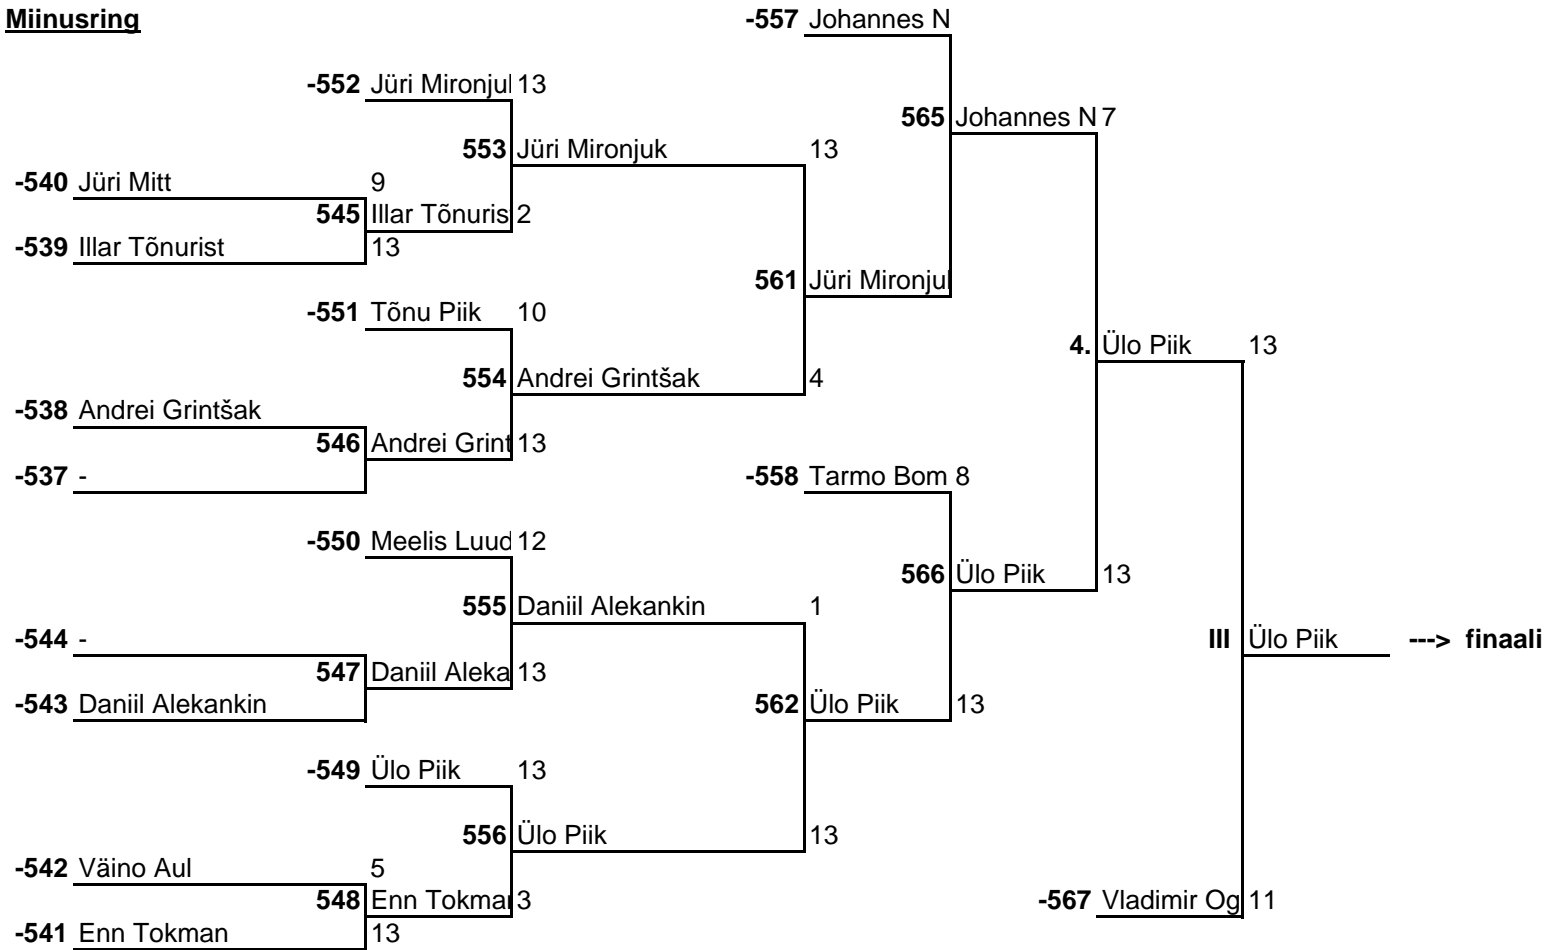 Miinusring
-557 Johannes N
-552 Jüri Mironjuk 13
565 Johannes N 7
553 Jüri Mironjuk 13
-540 Jüri Mitt 9
545 Illar Tõnuris 2
-539 Illar Tõnurist 13
561 Jüri Mironjuk
-551 Tõnu Piik 10
4. Ülo Piik 13
554 Andrei Grintšak 4
-538 Andrei Grintšak
546 Andrei Grint 13
-537 -
-558 Tarmo Bom 8
-550 Meelis Luud 12
566 Ülo Piik 13
555 Daniil Alekankin 1
-544 -
III Ülo Piik ---> finaali
547 Daniil Aleka 13
-543 Daniil Alekankin
562 Ülo Piik 13
-549 Ülo Piik 13
556 Ülo Piik 13
-542 Väino Aul 5
548 Enn Tokman 3
-567 Vladimir Og 11
-541 Enn Tokman 13